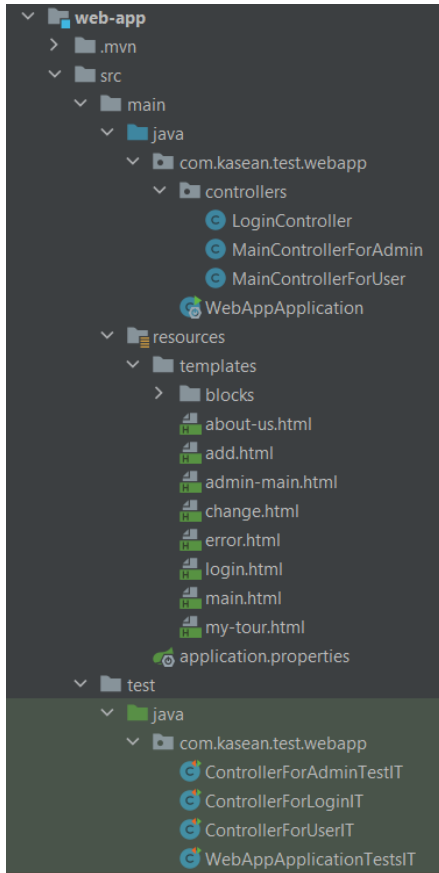 web-app
.mvn
src
main
java
com.kasean.test.webapp
controllers
LoginController
MainControllerForAdmin
MainControllerForUser
WebAppApplication
resources
templates
blocks
about-us.html
add.html
admin-main.html
change.html
error.html
login.html
main.html
my-tour.html
application.properties
test
java
com.kasean.test.webapp
ControllerForAdminTestIT
ControllerForLoginIT
ControllerForUserIT
WebAppApplicationTestsIT